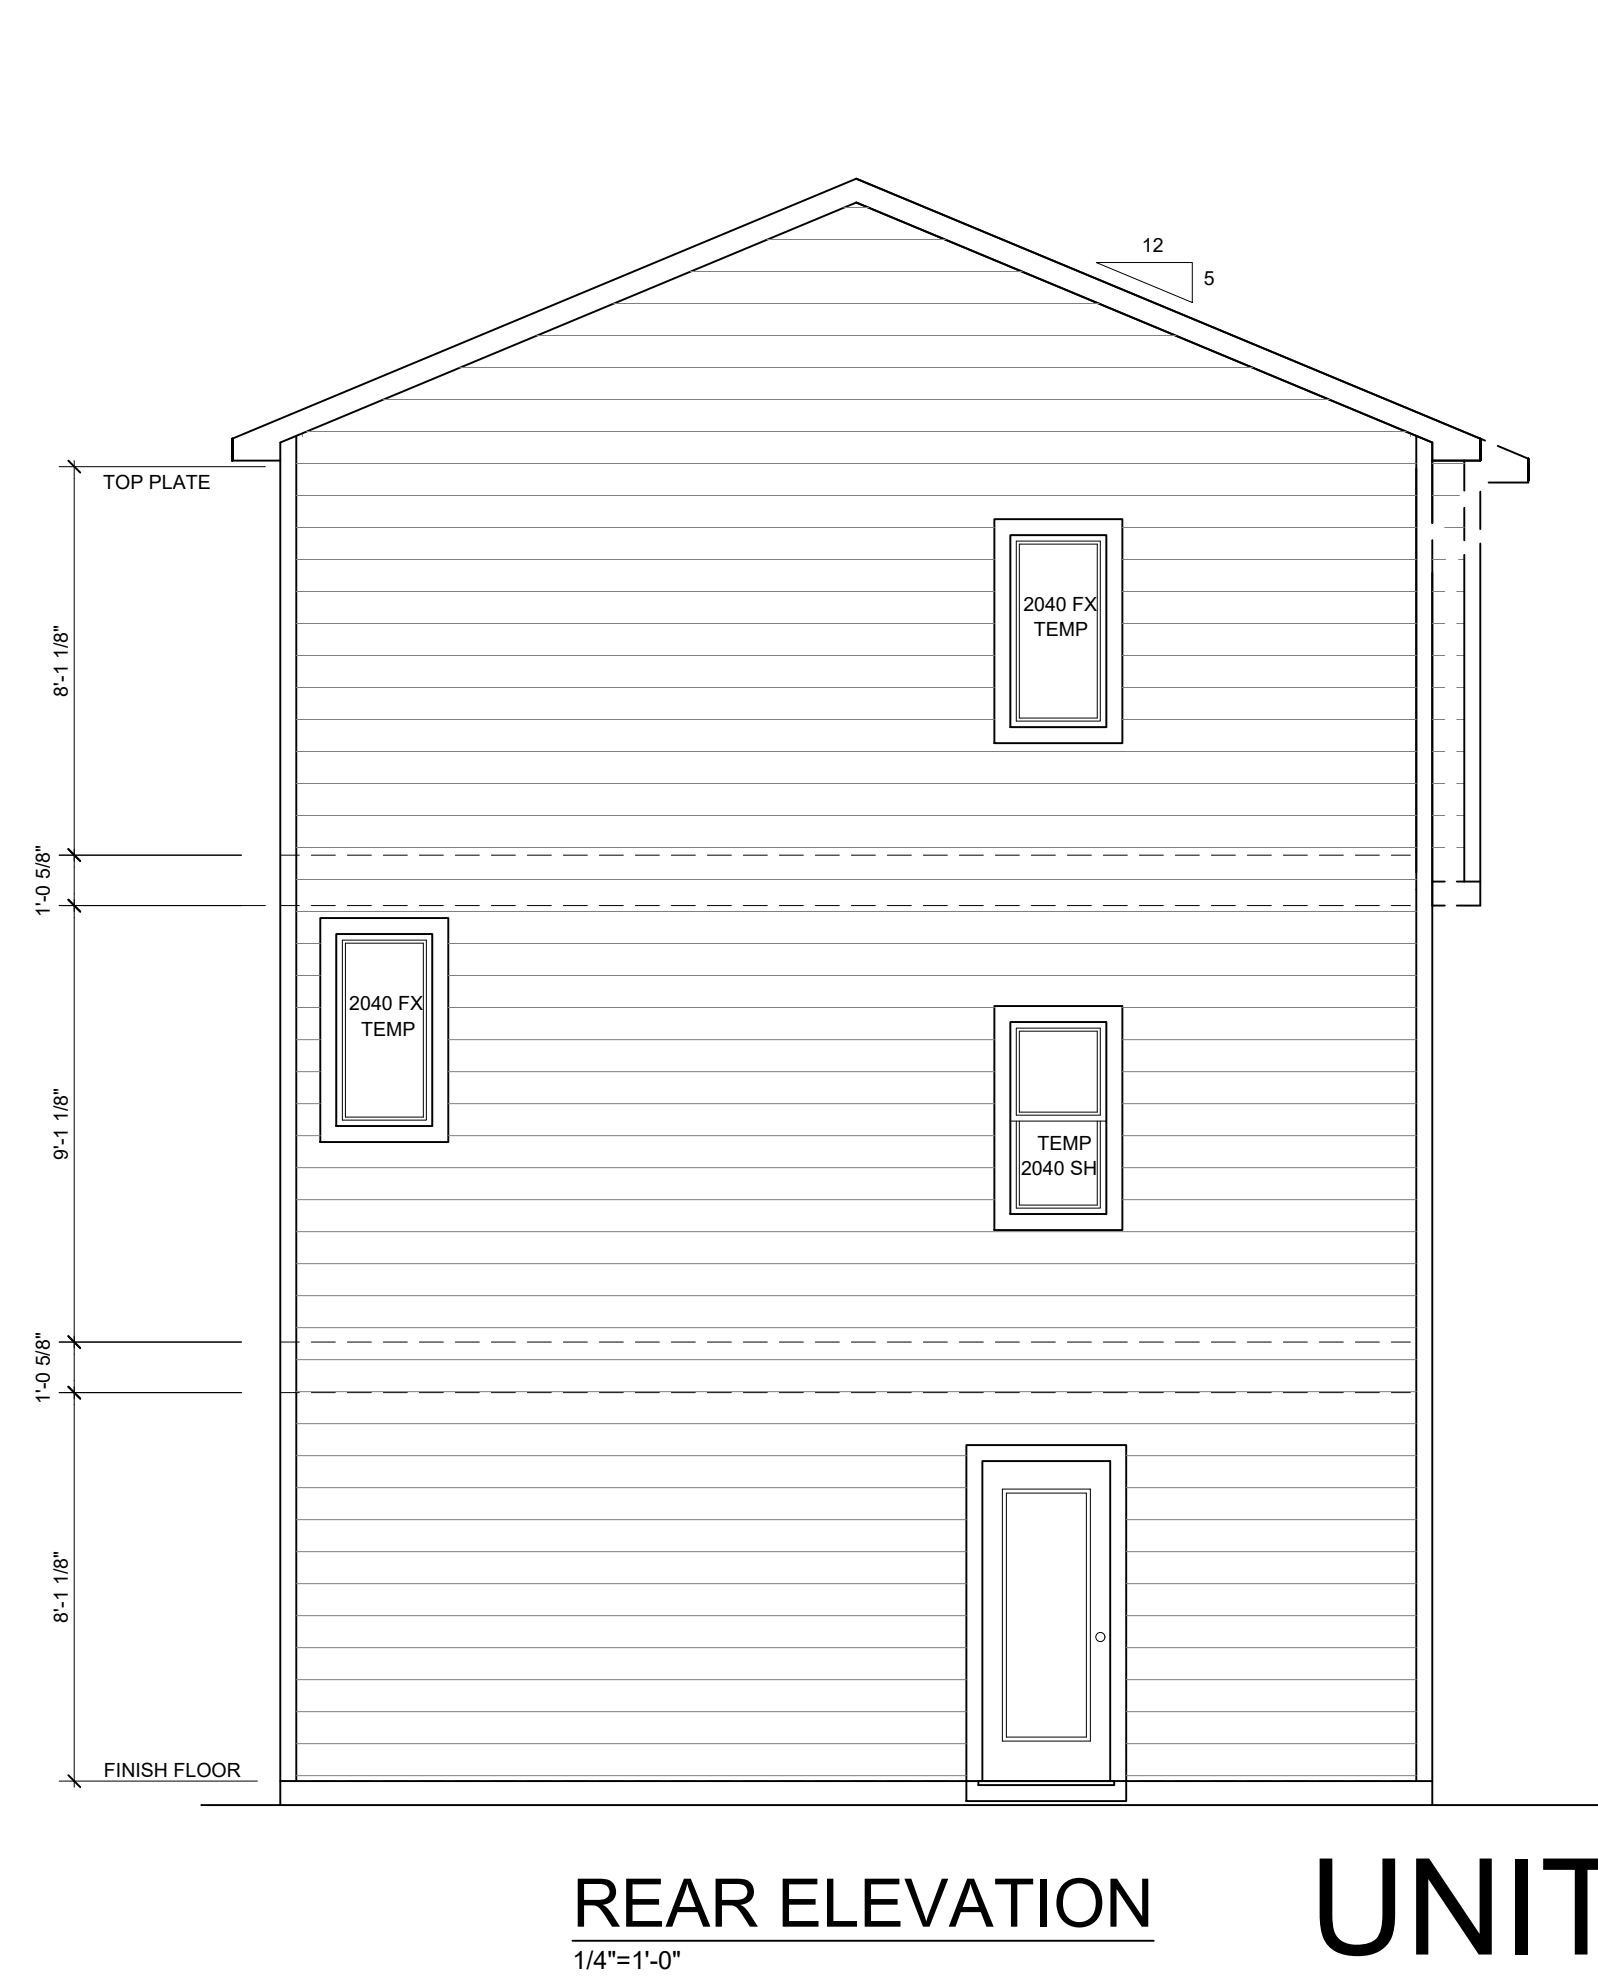 12
5
TOP PLATE
2040 FX
TEMP
8'-1 1/8"
1'-0 5/8"
2040 FX
TEMP
9'-1 1/8"
TEMP
2040 SH
1'-0 5/8"
8'-1 1/8"
FINISH FLOOR
REAR ELEVATION
1/4"=1'-0"
UNIT